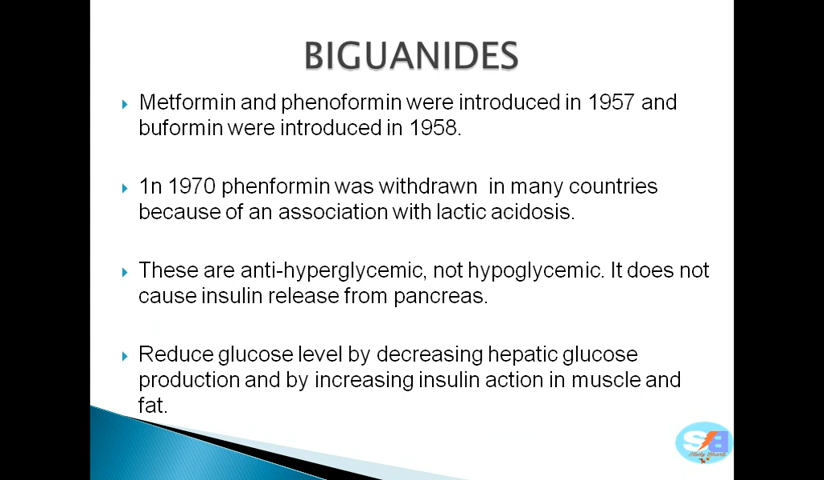 BIGUANIDES
Metformin and phenoformin were introduced in 1957 and
buformin were introduced in 1958.
1n 1970 phenformin was withdrawn in many countries
because of an association with lactic acidosis.
These are anti-hyperglycemic, not hypoglycemic. It does not
cause insulin release from pancreas.
Reduce glucose level by decreasing hepatic glucose
production and by increasing insulin action in muscle and
fat.